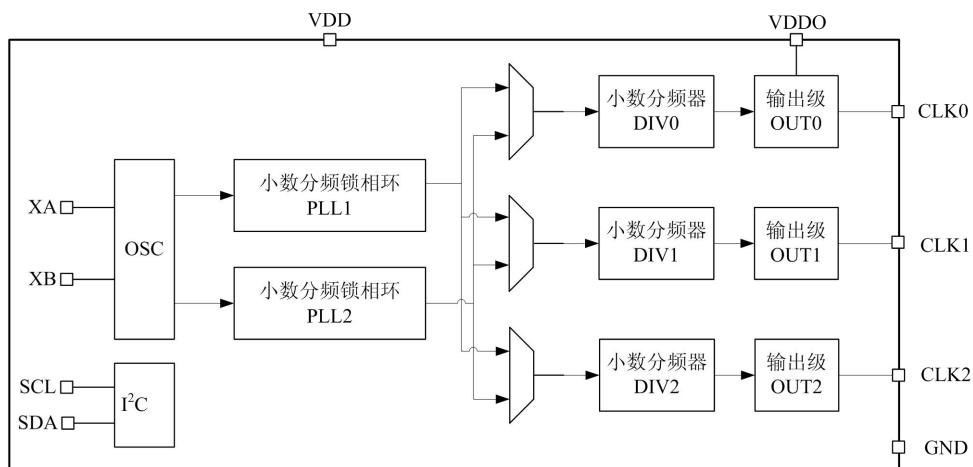 VDD
VDDO
小数分频器
DIV0
输出级
OUT0
CLK0
小数分频锁相环
PLL1
XA
OSC
XB
小数分频器
DIV1
输出级
OUT1
CLK1
小数分频锁相环
PLL2
小数分频器
DIV2
输出级
OUT2
CLK2
SCL
I²C
SDA
GND